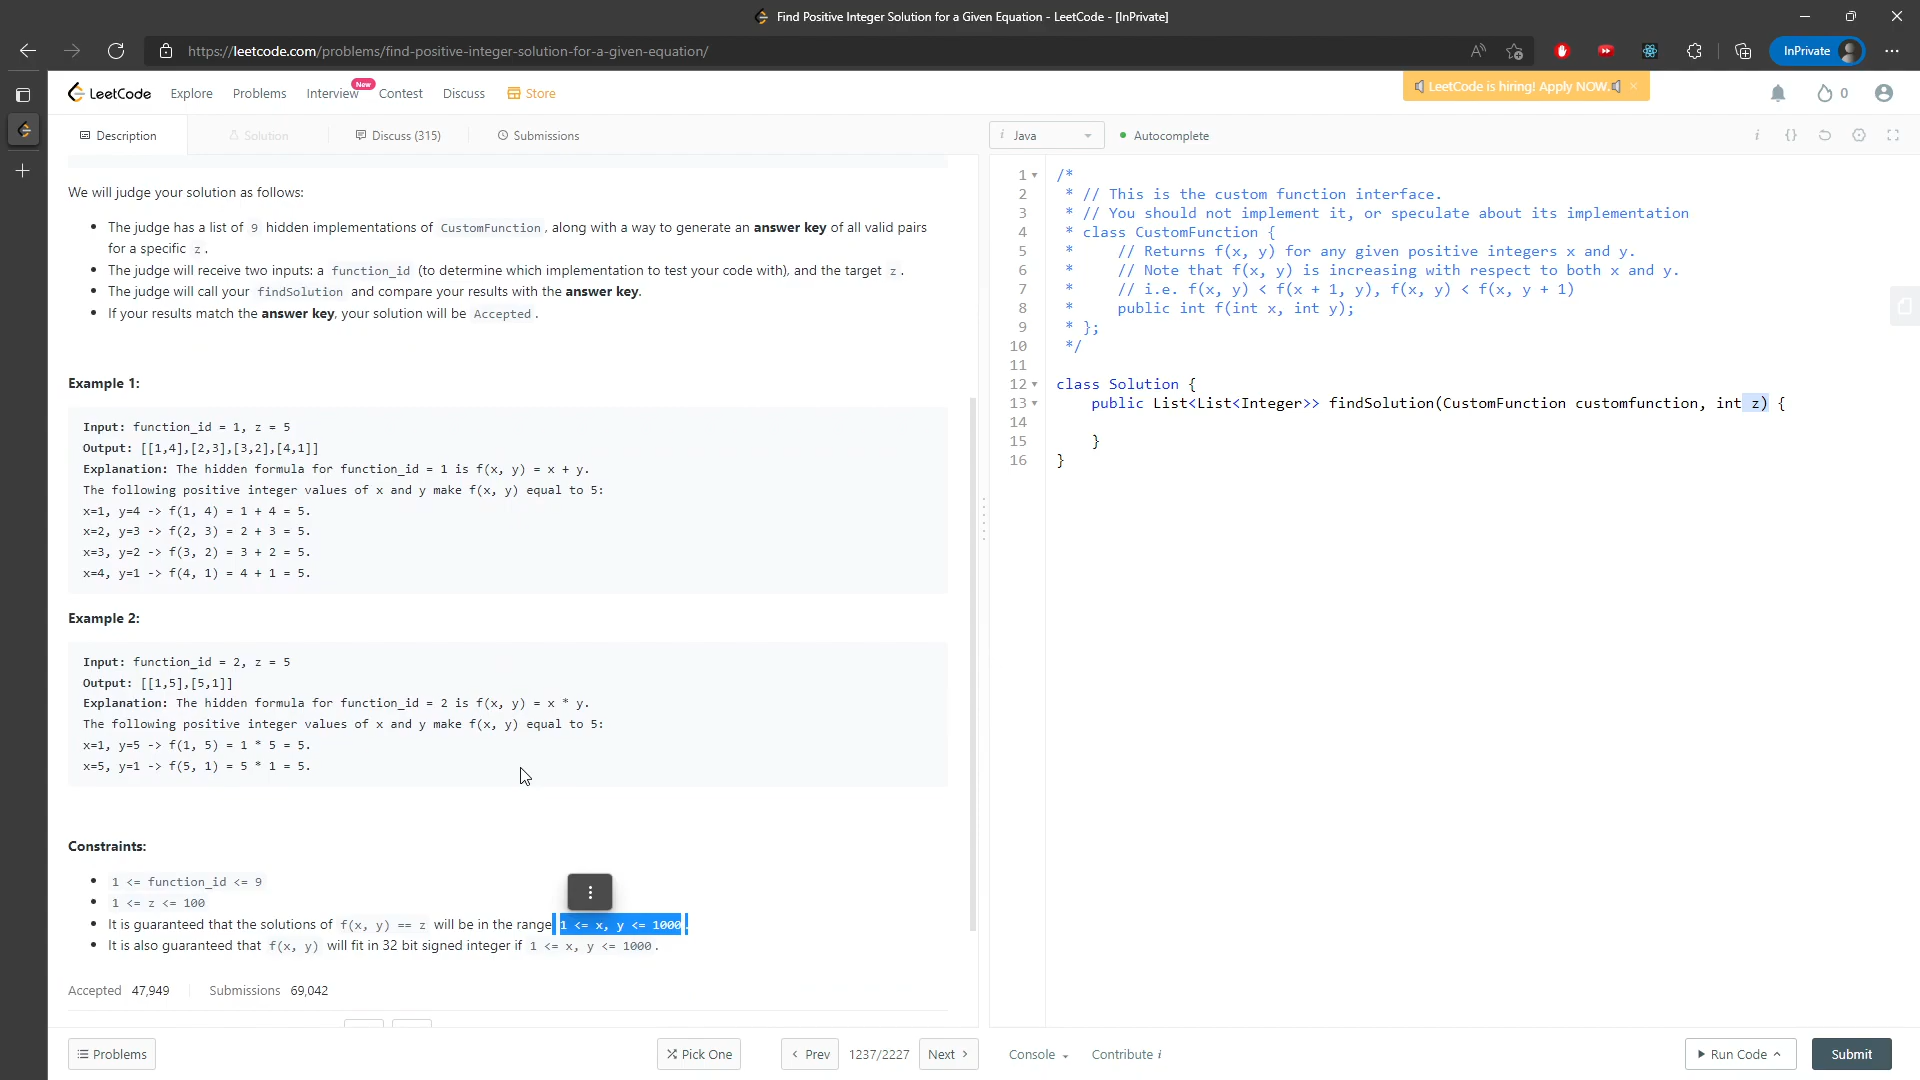 Find Positive Integer Solution for a Given Equation - LeetCode - [InPrivate]
https://leetcode.com/problems/find-positive-integer-solution-for-a-given-equation/
InPrivate
LeetCode
Explore
Problems
Interview
New
Contest
Discuss
Store
LeetCode is hiring! Apply NOW.
0
Description
Solution
Discuss (315)
Submissions
i Java
Autocomplete
We will judge your solution as follows:
• The judge has a list of 9 hidden implementations of CustomFunction, along with a way to generate an answer key of all valid pairs
for a specific z.
• The judge will receive two inputs: a function_id (to determine which implementation to test your code with), and the target z.
• The judge will call your findSolution and compare your results with the answer key.
• If your results match the answer key, your solution will be Accepted.
Example 1:
Input: function_id = 1, z = 5
Output: [[1,4],[2,3],[3,2],[4,1]]
Explanation: The hidden formula for function_id = 1 is f(x, y) = x + y.
The following positive integer values of x and y make f(x, y) equal to 5:
x=1, y=4 -> f(1, 4) = 1 + 4 = 5.
x=2, y=3 -> f(2, 3) = 2 + 3 = 5.
x=3, y=2 -> f(3, 2) = 3 + 2 = 5.
x=4, y=1 -> f(4, 1) = 4 + 1 = 5.
Example 2:
Input: function_id = 2, z = 5
Output: [[1,5],[5,1]]
Explanation: The hidden formula for function_id = 2 is f(x, y) = x * y.
The following positive integer values of x and y make f(x, y) equal to 5:
x=1, y=5 -> f(1, 5) = 1 * 5 = 5.
x=5, y=1 -> f(5, 1) = 5 * 1 = 5.
Constraints:
• 1 <= function_id <= 9
• 1 <= z <= 100
• It is guaranteed that the solutions of f(x, y) == z will be in the range 1 <= x, y <= 1000.
• It is also guaranteed that f(x, y) will fit in 32 bit signed integer if 1 <= x, y <= 1000.
Accepted 47,949
Submissions 69,042
1 /*
2 * // This is the custom function interface.
3 * // You should not implement it, or speculate about its implementation
4 * class CustomFunction {
5 *     // Returns f(x, y) for any given positive integers x and y.
6 *     // Note that f(x, y) is increasing with respect to both x and y.
7 *     // i.e. f(x, y) < f(x + 1, y), f(x, y) < f(x, y + 1)
8 *     public int f(int x, int y);
9 * };
10 */
11
12 class Solution {
13     public List<List<Integer>> findSolution(CustomFunction customfunction, int z) {
14
15     }
16 }
Problems
Pick One
Prev
1237/2227
Next
Console
Contribute i
Run Code
Submit